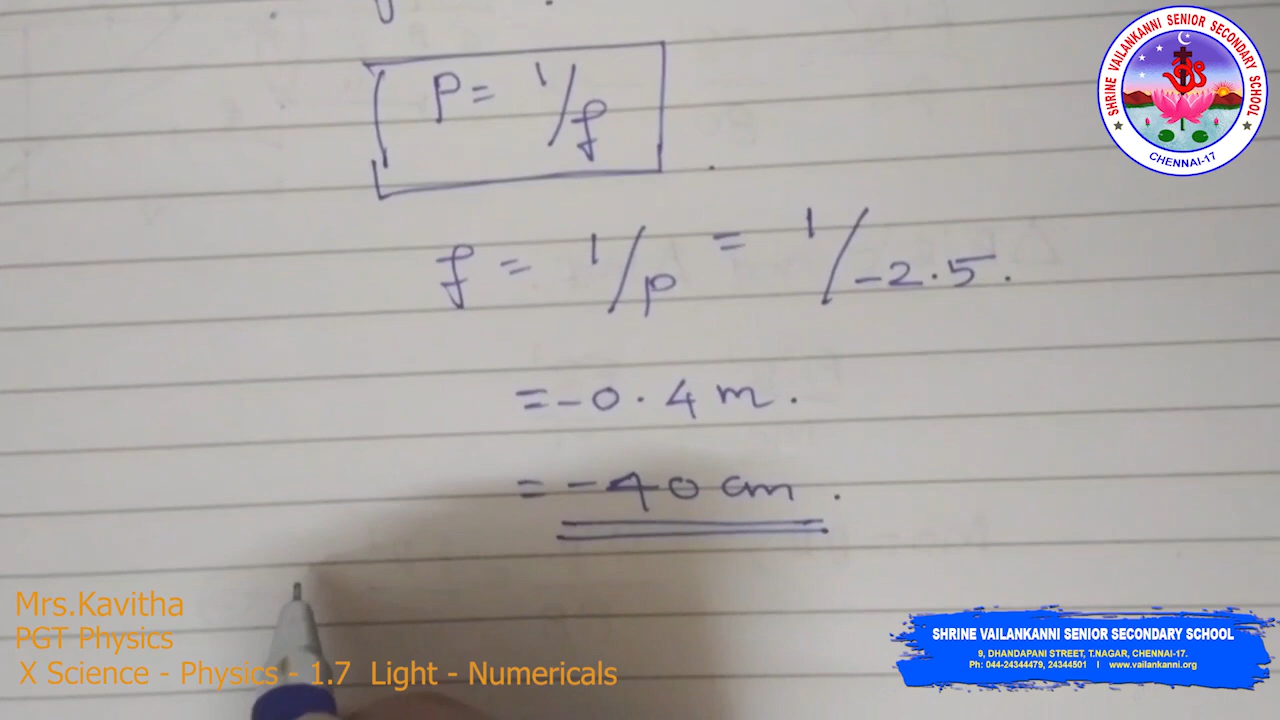 P = 1/f
f = 1/P = 1/-2.5.
= -0.4 m.
= -40 cm.
SHRINE VAILANKANNI SENIOR SECONDARY SCHOOL
CHENNAI-17
Mrs.Kavitha
PGT Physics
X Science - Physics - 1.7 Light - Numericals
SHRINE VAILANKANNI SENIOR SECONDARY SCHOOL
9, DHANDAPANI STREET, T.NAGAR, CHENNAI-17.
Ph: 044-24344479, 24344501 I www.vailankanni.org